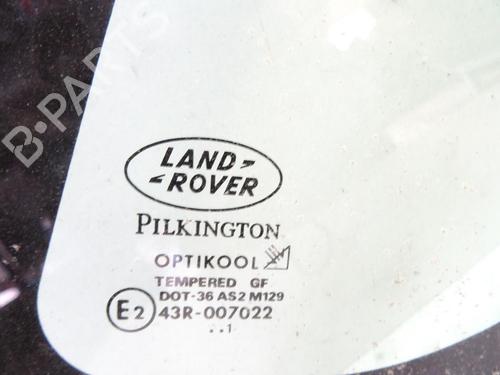 B-PARTS
LAND
ROVER
PILKINGTON
OPTIKOOL
TEMPERED GF
DOT-36 AS2 M129
E2 43R-007022
..1